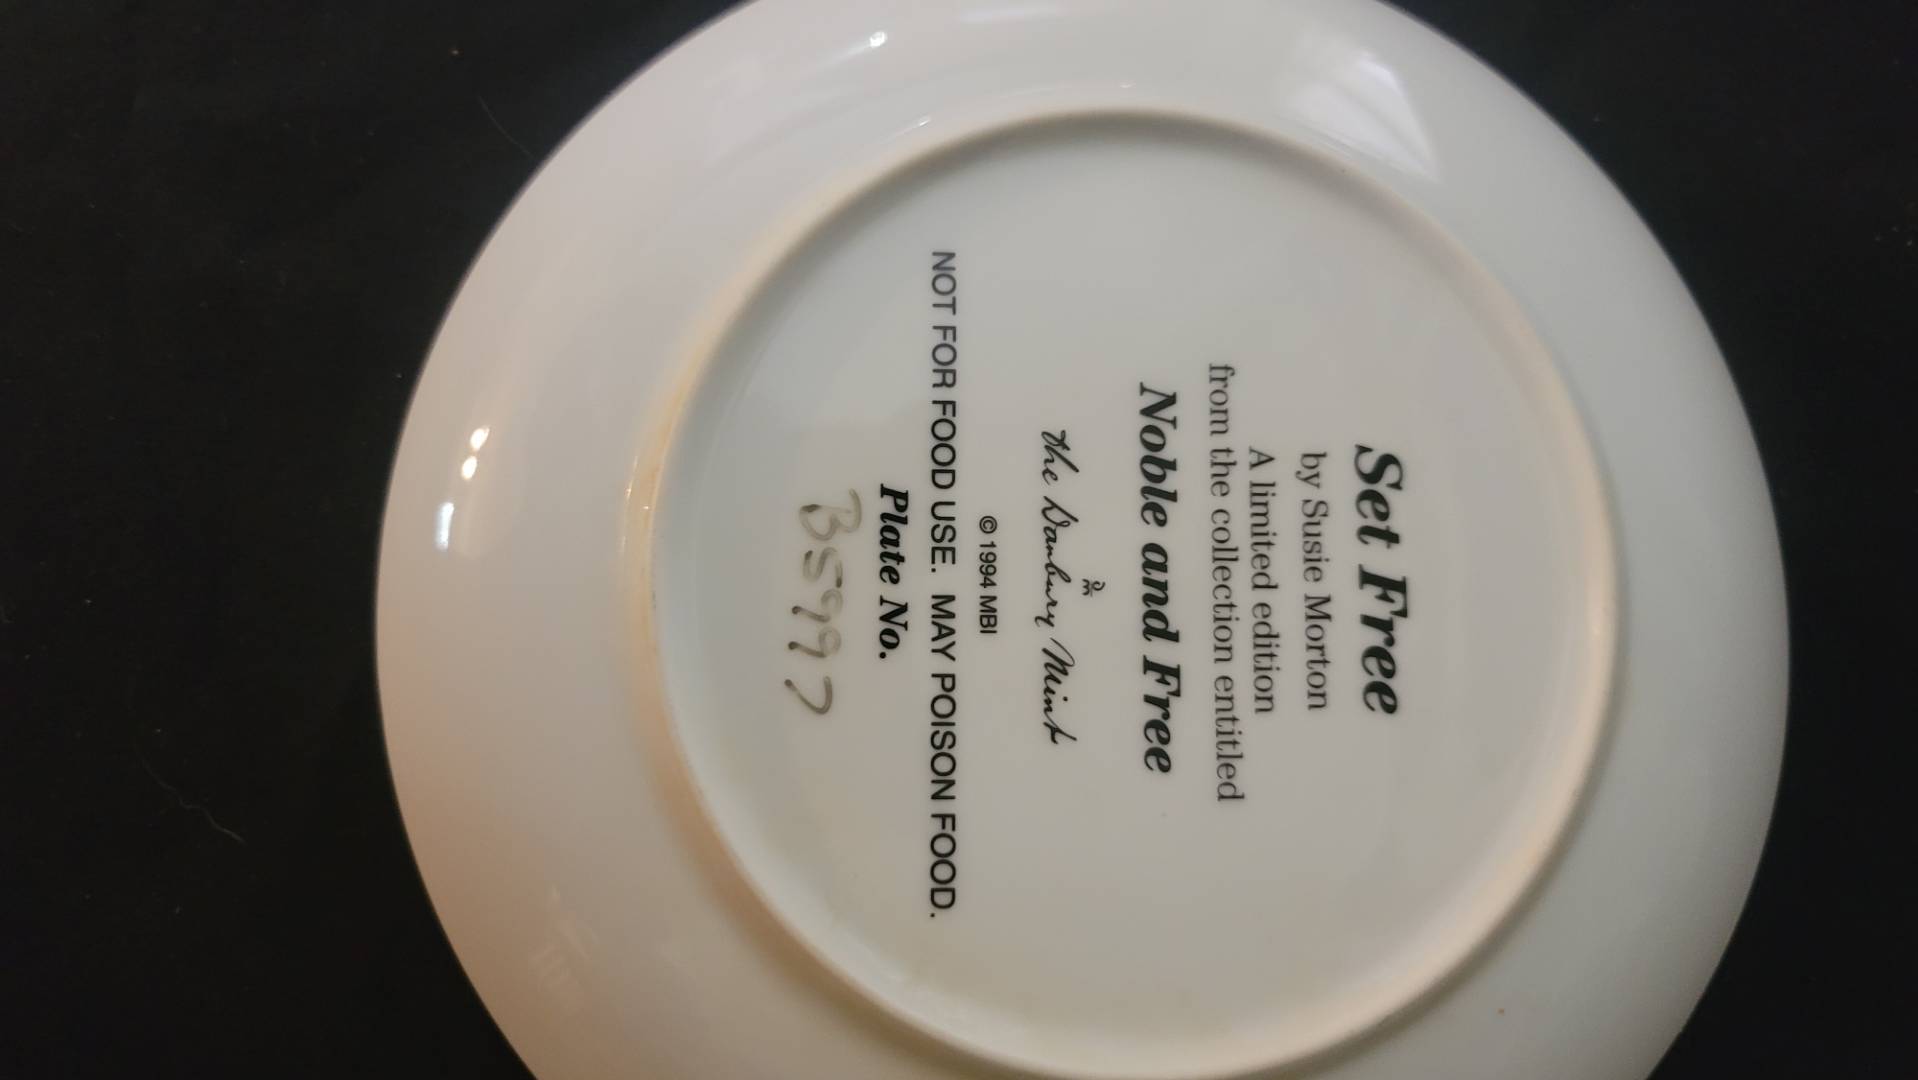 Set Free
by Susie Morton
A limited edition
from the collection entitled
Noble and Free
The Danbury Mint
© 1994 MBI
NOT FOR FOOD USE. MAY POISON FOOD.
Plate No.
B5997